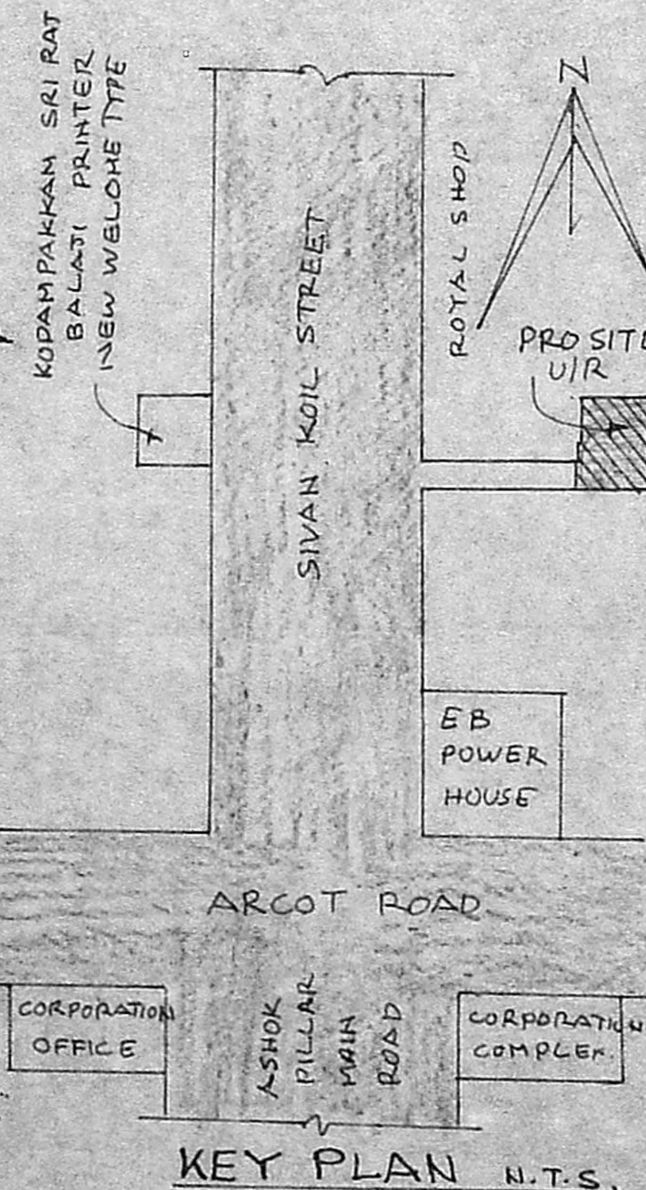 KODAMPAKKAM SRI RAT
BALAJI PRINTER
NEW WELOHE TYPE
SIVAN KOIL STREET
ROYAL SHOP
N
PRO SITE
U/R
EB
POWER
HOUSE
ARCOT ROAD
CORPORATION
OFFICE
ASHOK
PILLAR
MAIN
ROAD
CORPORATION
COMPLEX.
KEY PLAN N.T.S.